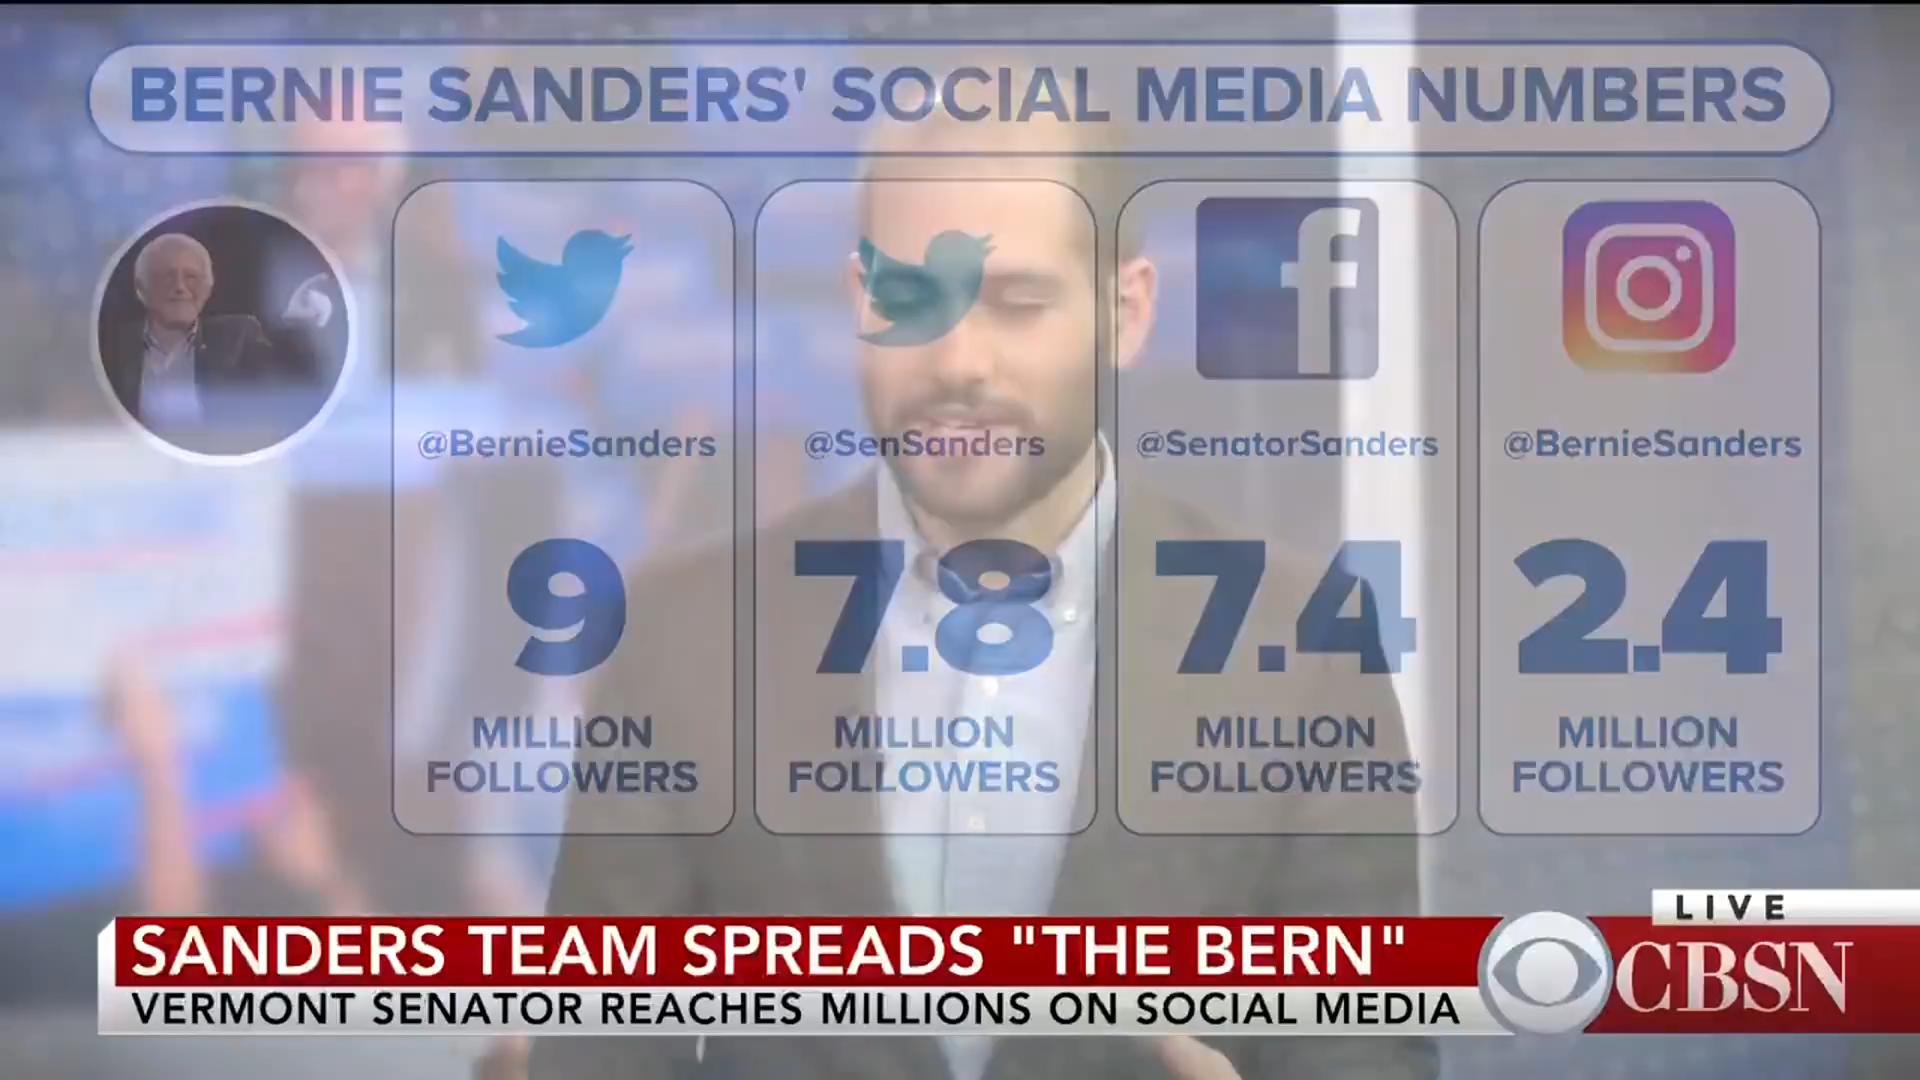 BERNIE SANDERS' SOCIAL MEDIA NUMBERS
@BernieSanders
9
MILLION
FOLLOWERS
@SenSanders
7.8
MILLION
FOLLOWERS
@SenatorSanders
7.4
MILLION
FOLLOWERS
@BernieSanders
2.4
MILLION
FOLLOWERS
LIVE
SANDERS TEAM SPREADS "THE BERN"
VERMONT SENATOR REACHES MILLIONS ON SOCIAL MEDIA
CBSN